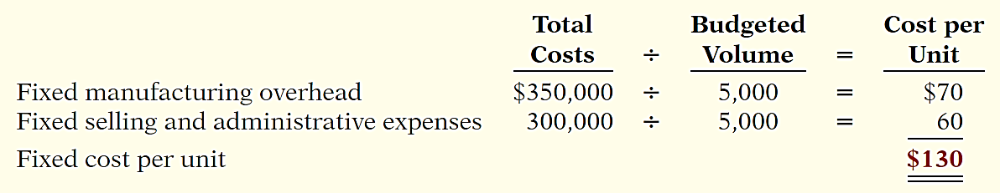 Total Budgeted Cost per
Costs ÷ Volume = Unit
Fixed manufacturing overhead $350,000 ÷ 5,000 = $70
Fixed selling and administrative expenses 300,000 ÷ 5,000 = 60
Fixed cost per unit $130